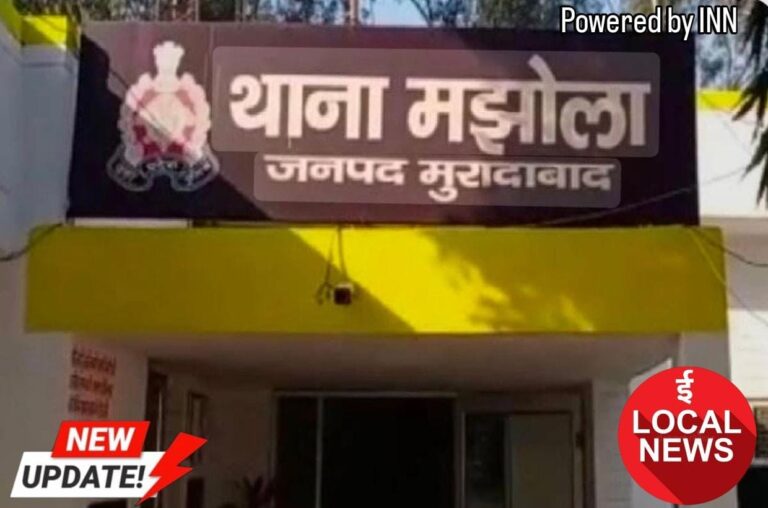 Powered by INN
थाना मझोला
जनपद मुरादाबाद
ई
LOCAL
NEWS
NEW
UPDATE!